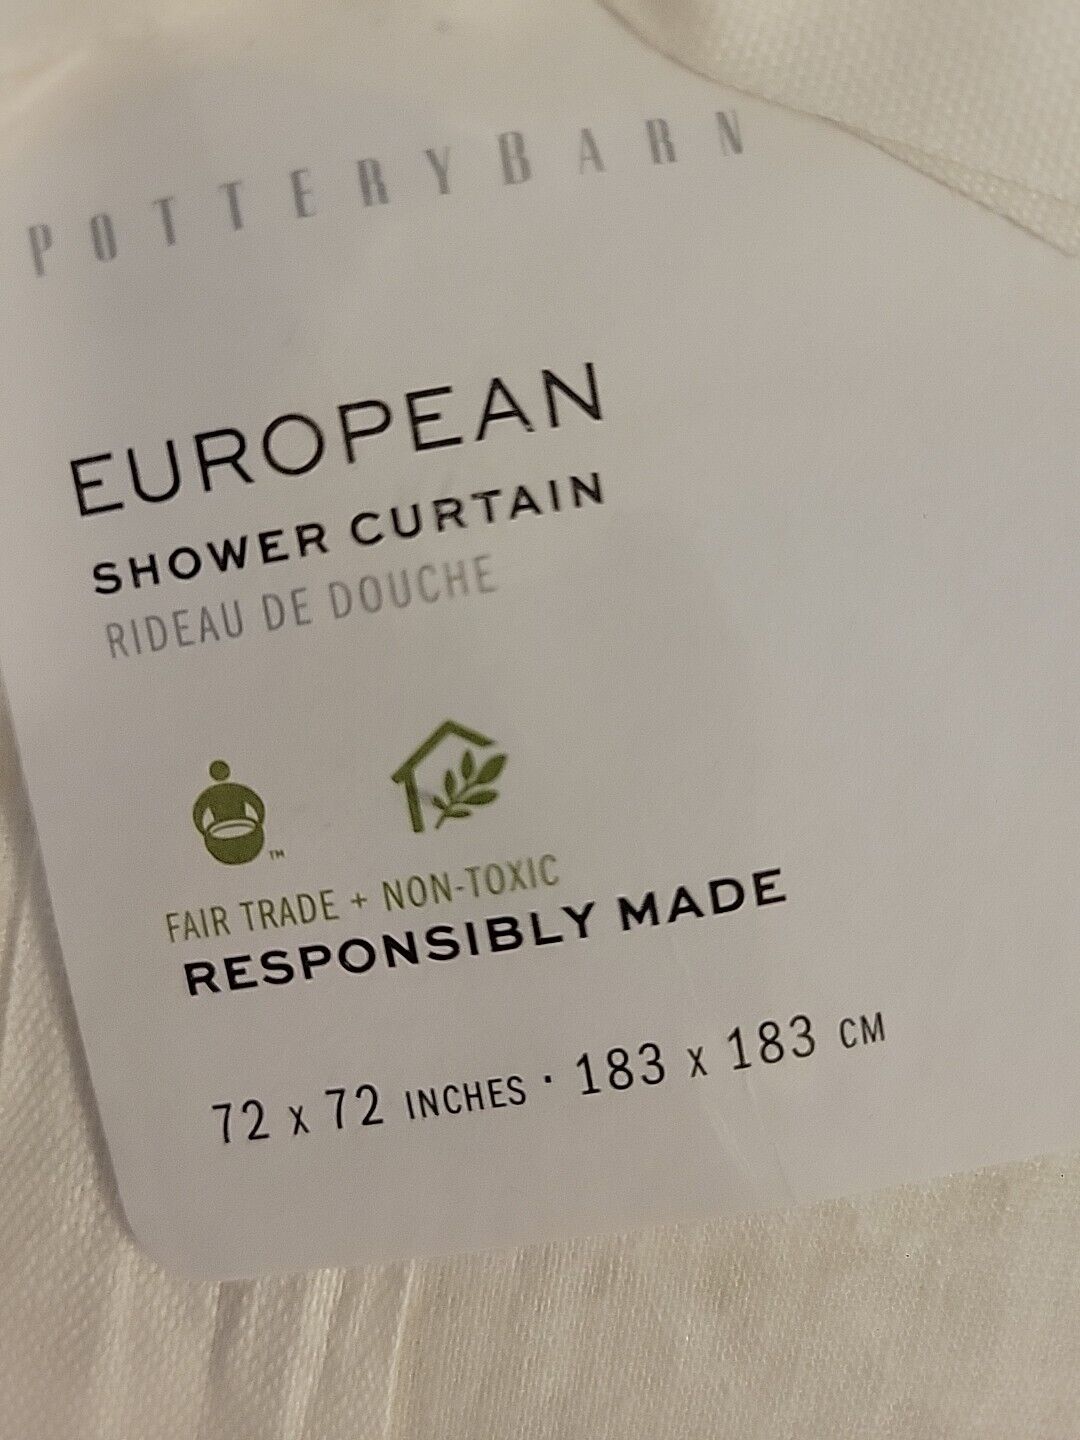 POTTERYBARN
EUROPEAN
SHOWER CURTAIN
RIDEAU DE DOUCHE
™
FAIR TRADE + NON-TOXIC
RESPONSIBLY MADE
72 x 72 INCHES · 183 x 183 CM